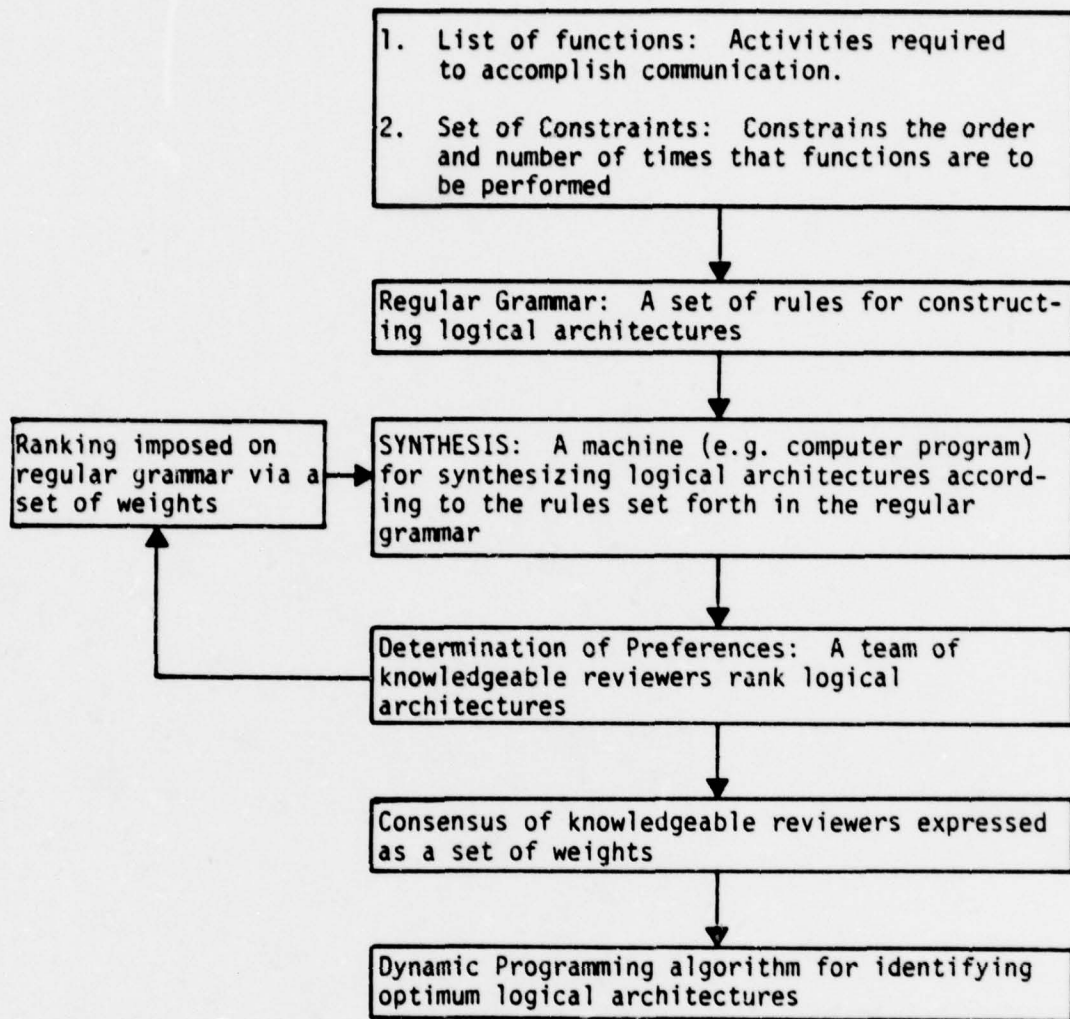 1. List of functions: Activities required
to accomplish communication.
2. Set of Constraints: Constrains the order
and number of times that functions are to
be performed
Regular Grammar: A set of rules for construct-
ing logical architectures
Ranking imposed on
regular grammar via a
set of weights
SYNTHESIS: A machine (e.g. computer program)
for synthesizing logical architectures accord-
ing to the rules set forth in the regular
grammar
Determination of Preferences: A team of
knowledgeable reviewers rank logical
architectures
Consensus of knowledgeable reviewers expressed
as a set of weights
Dynamic Programming algorithm for identifying
optimum logical architectures